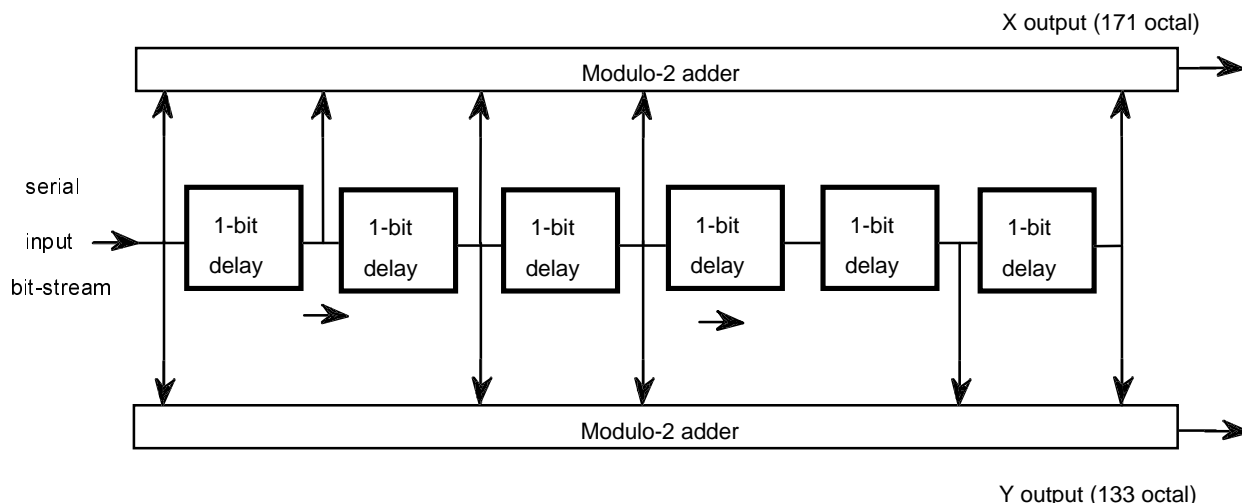 X output (171 octal)
Modulo-2 adder
serial
input
bit-stream
1-bit
delay
1-bit
delay
1-bit
delay
1-bit
delay
1-bit
delay
1-bit
delay
Modulo-2 adder
Y output (133 octal)